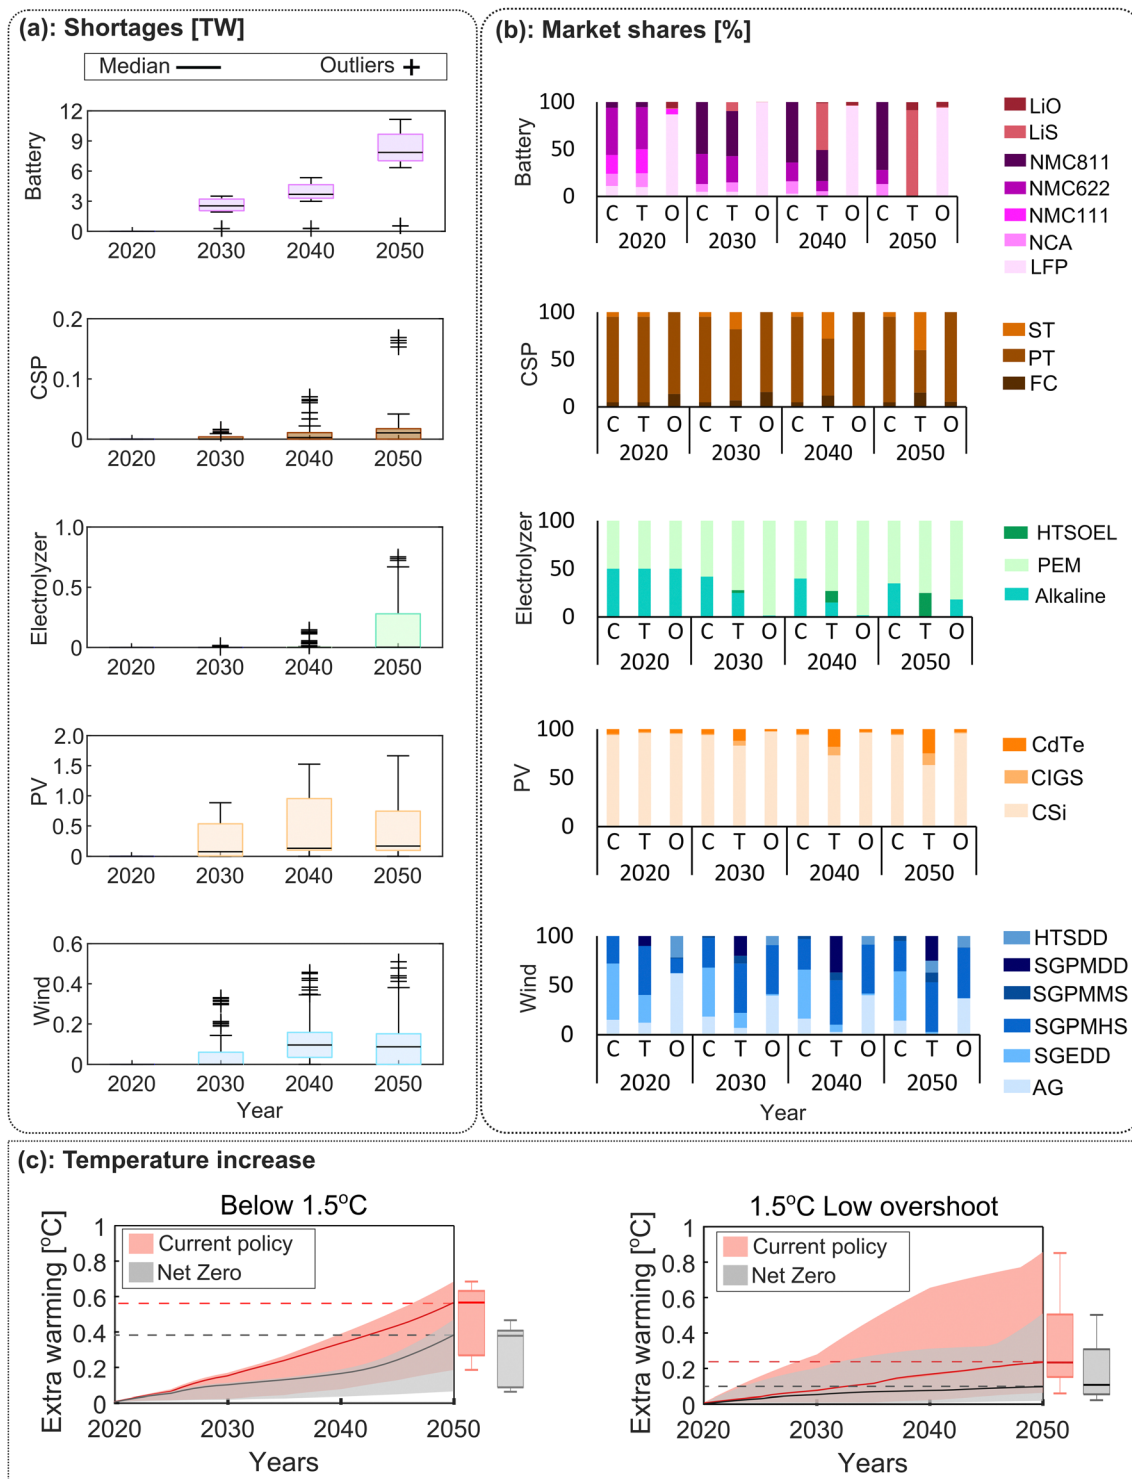 (a): Shortages [TW]
Median
Outliers
Battery
12
9
6
3
0
2020 2030 2040 2050
CSP
0.2
0.1
0
2020 2030 2040 2050
Electrolyzer
1.0
0.5
0
2020 2030 2040 2050
PV
2.0
1.5
1.0
0.5
0
2020 2030 2040 2050
Wind
0.6
0.4
0.2
0
2020 2030 2040 2050
Year
(b): Market shares [%]
Battery
100
50
0
C T O C T O C T O C T O
2020 2030 2040 2050
LiO
LiS
NMC811
NMC622
NMC111
NCA
LFP
CSP
100
50
0
C T O C T O C T O C T O
2020 2030 2040 2050
ST
PT
FC
Electrolyzer
100
50
0
C T O C T O C T O C T O
2020 2030 2040 2050
HTSOEL
PEM
Alkaline
PV
100
50
0
C T O C T O C T O C T O
2020 2030 2040 2050
CdTe
CIGS
CSi
Wind
100
50
0
C T O C T O C T O C T O
2020 2030 2040 2050
Year
HTSDD
SGPMDD
SGPMMS
SGPMHS
SGEDD
AG
(c): Temperature increase
Below 1.5°C
Extra warming [°C]
1
0.8
0.6
0.4
0.2
0
Current policy
Net Zero
2020 2030 2040 2050
Years
1.5°C Low overshoot
Extra warming [°C]
1
0.8
0.6
0.4
0.2
0
Current policy
Net Zero
2020 2030 2040 2050
Years